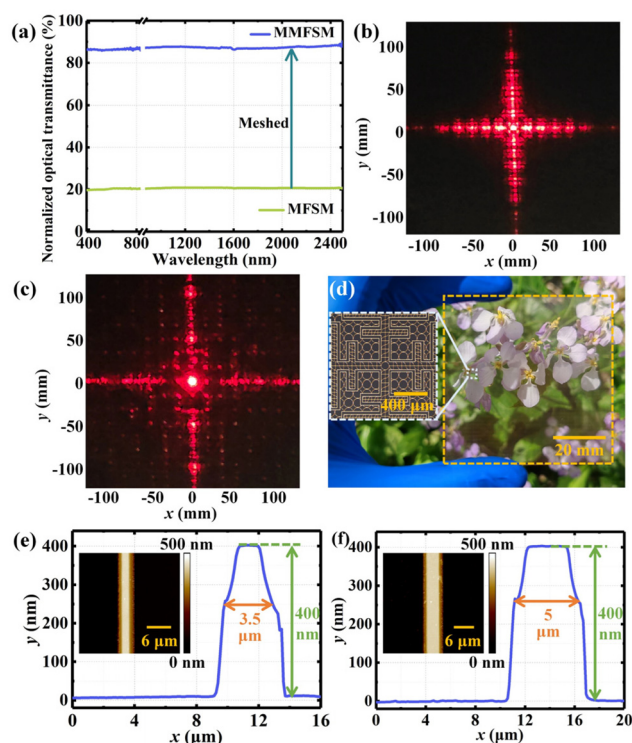 (a)
Normalized optical transmittance (%)
100
80
60
40
20
0
MMFSM
Meshed
MFSM
400 800 1200 1600 2000 2400
Wavelength (nm)
(b)
y (mm)
100
50
0
-50
-100
-100 -50 0 50 100
x (mm)
(c)
y (mm)
100
50
0
-50
-100
-100 -50 0 50 100
x (mm)
(d)
400 μm
20 mm
(e)
y (nm)
400
300
200
100
0
500 nm
6 μm
0 nm
3.5
μm
400
nm
0 4 8 12 16
x (μm)
(f)
y (nm)
400
300
200
100
0
500 nm
6 μm
0 nm
5
μm
400
nm
0 4 8 12 16 20
x (μm)